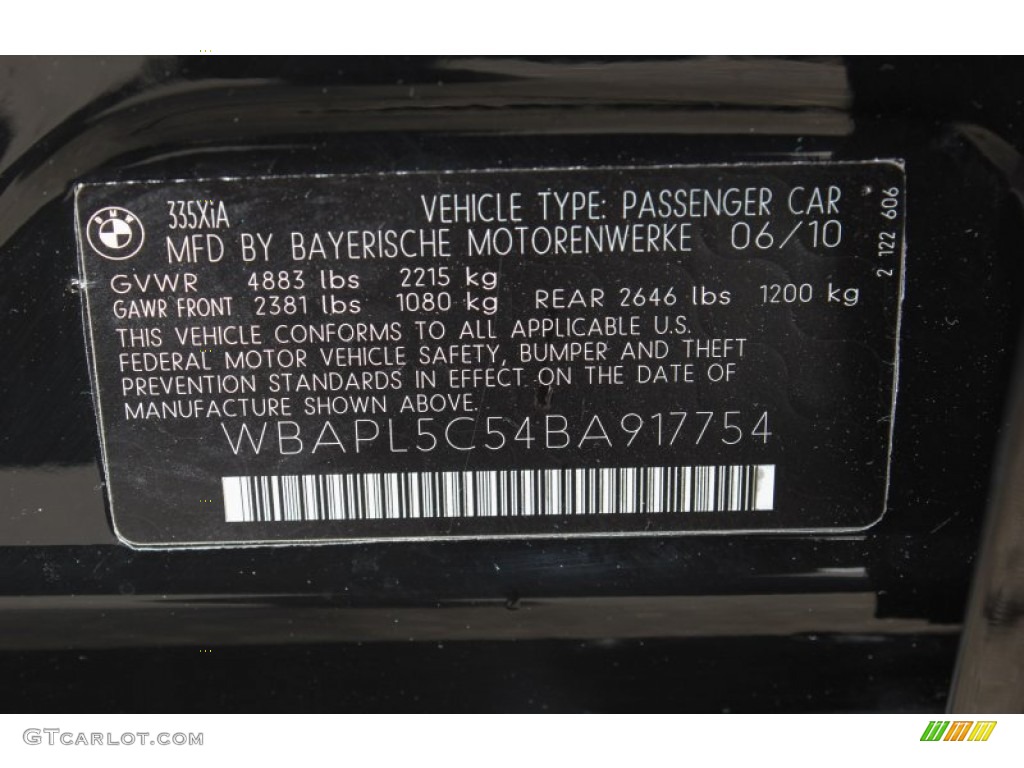 BMW
335XiA VEHICLE TYPE: PASSENGER CAR
MFD BY BAYERISCHE MOTORENWERKE 06/10
GVWR 4883 lbs 2215 kg
GAWR FRONT 2381 lbs 1080 kg REAR 2646 lbs 1200 kg
THIS VEHICLE CONFORMS TO ALL APPLICABLE U.S.
FEDERAL MOTOR VEHICLE SAFETY, BUMPER AND THEFT
PREVENTION STANDARDS IN EFFECT ON THE DATE OF
MANUFACTURE SHOWN ABOVE.
WBAPL5C54BA917754
2 122 606
GTCARLOT.COM